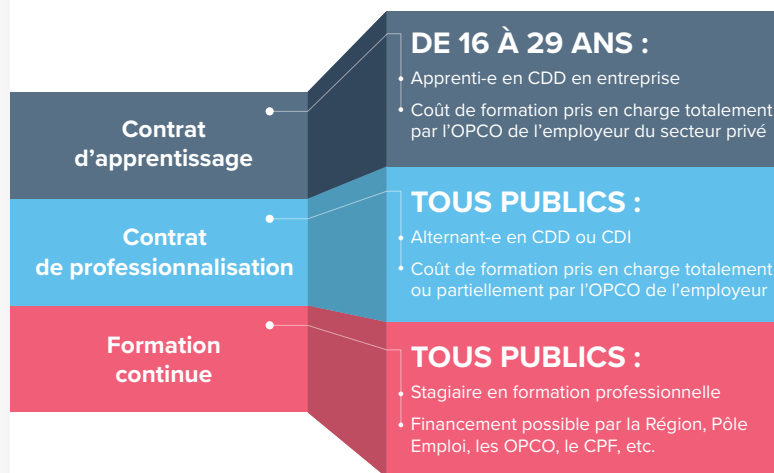 Contrat
d'apprentissage
DE 16 À 29 ANS :
Apprenti-e en CDD en entreprise
Coût de formation pris en charge totalement
par l'OPCO de l'employeur du secteur privé
Contrat
de professionnalisation
TOUS PUBLICS :
Alternant-e en CDD ou CDI
Coût de formation pris en charge totalement
ou partiellement par l'OPCO de l'employeur
Formation
continue
TOUS PUBLICS :
Stagiaire en formation professionnelle
Financement possible par la Région, Pôle
Emploi, les OPCO, le CPF, etc.